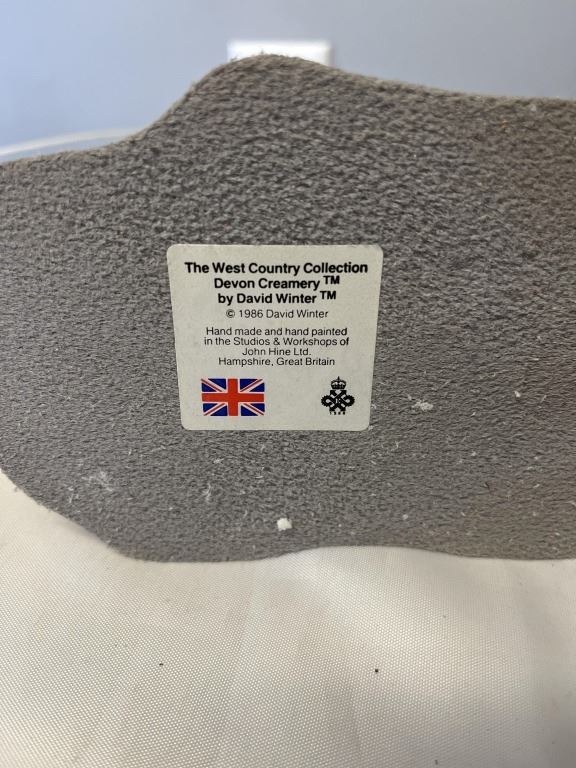 The West Country Collection
Devon Creamery ™
by David Winter ™
© 1986 David Winter
Hand made and hand painted
in the Studios & Workshops of
John Hine Ltd.
Hampshire, Great Britain